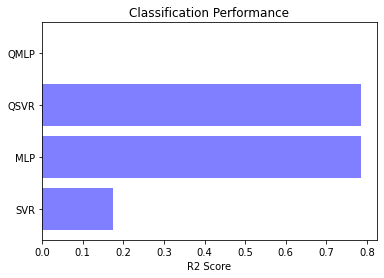 Classification Performance
QMLP
QSVR
MLP
SVR
0.0 0.1 0.2 0.3 0.4 0.5 0.6 0.7 0.8
R2 Score